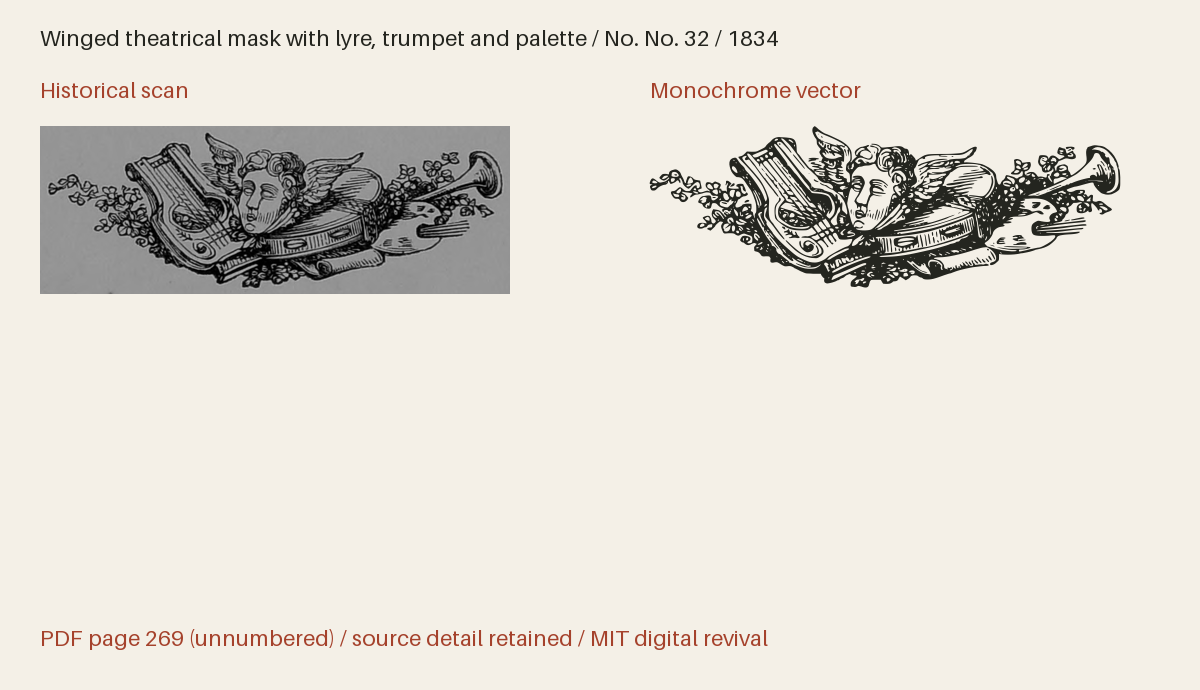 Winged theatrical mask with lyre, trumpet and palette / No. No. 32 / 1834
Historical scan
Monochrome vector
PDF page 269 (unnumbered) / source detail retained / MIT digital revival